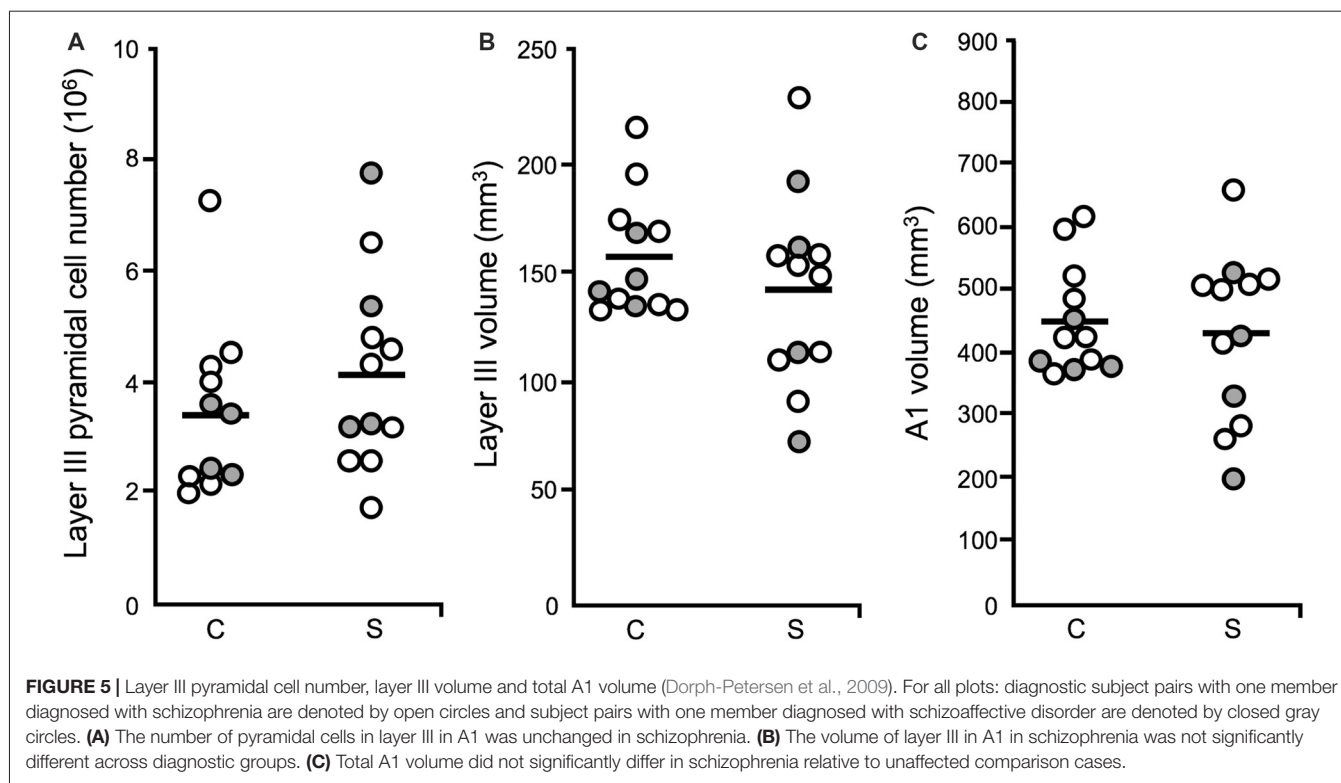 A
Layer III pyramidal cell number (10⁶)
10
8
6
4
2
0
C
S
B
Layer III volume (mm³)
250
200
150
100
50
0
C
S
C
A1 volume (mm³)
900
800
700
600
500
400
300
200
100
0
C
S
FIGURE 5 | Layer III pyramidal cell number, layer III volume and total A1 volume (Dorph-Petersen et al., 2009). For all plots: diagnostic subject pairs with one member
diagnosed with schizophrenia are denoted by open circles and subject pairs with one member diagnosed with schizoaffective disorder are denoted by closed gray
circles. (A) The number of pyramidal cells in layer III in A1 was unchanged in schizophrenia. (B) The volume of layer III in A1 in schizophrenia was not significantly
different across diagnostic groups. (C) Total A1 volume did not significantly differ in schizophrenia relative to unaffected comparison cases.